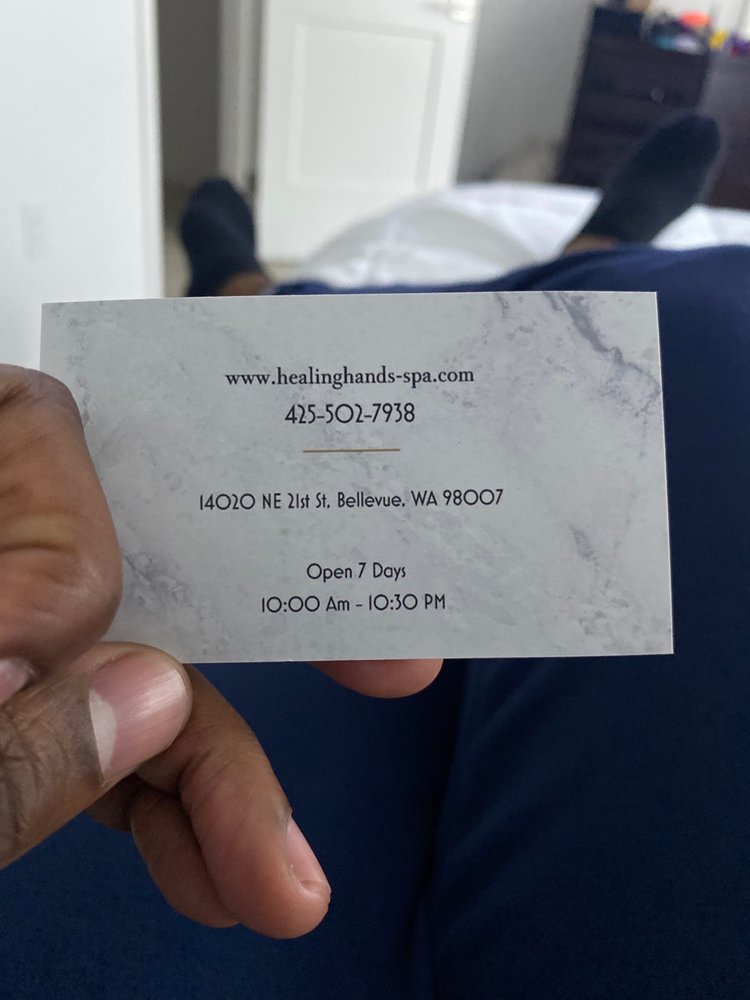 www.healinghands-spa.com
425-502-7938
14020 NE 21st St, Bellevue, WA 98007
Open 7 Days
10:00 Am - 10:30 PM